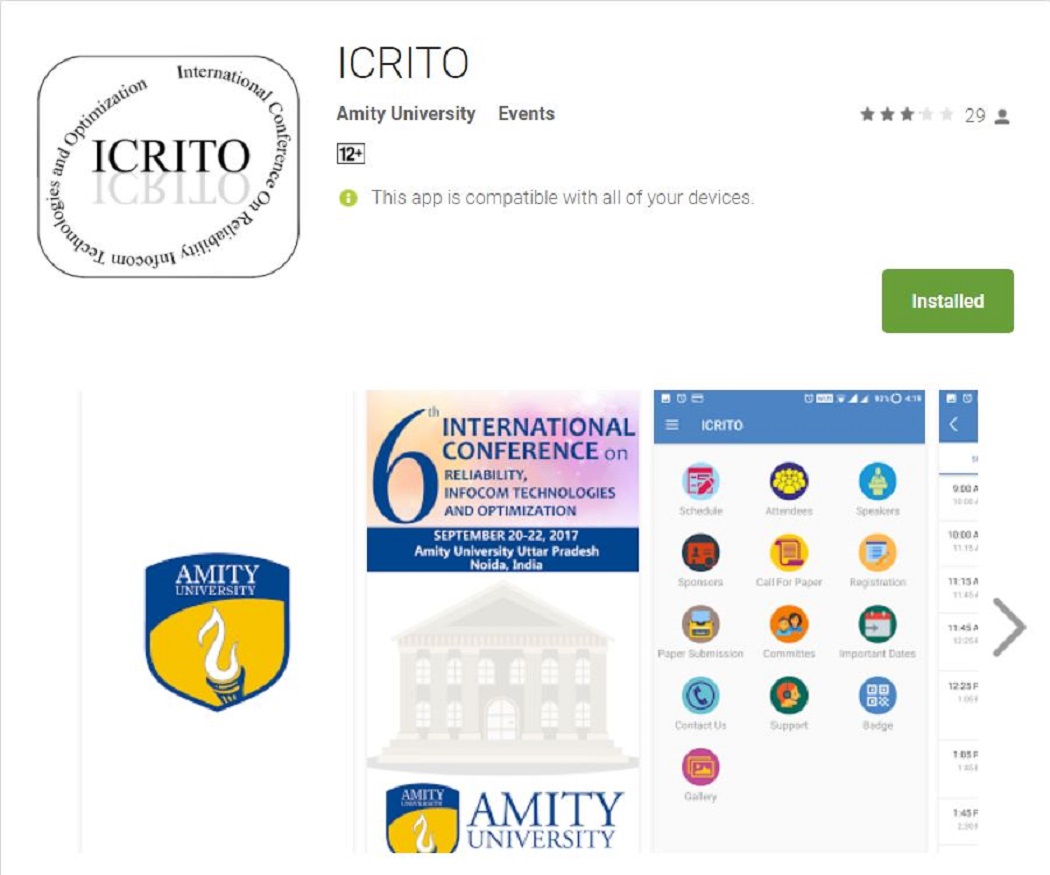 International Conference On Reliability Infocom Technologies and Optimization
ICRITO
ICRITO
Amity University Events
29
12+
This app is compatible with all of your devices.
Installed
AMITY
UNIVERSITY
6th INTERNATIONAL
CONFERENCE on
RELIABILITY,
INFOCOM TECHNOLOGIES
AND OPTIMIZATION
SEPTEMBER 20-22, 2017
Amity University Uttar Pradesh
Noida, India
AMITY
UNIVERSITY
AMITY
UNIVERSITY
4:19
ICRITO
Schedule Attendees Speakers
Sponsors Call For Paper Registration
Paper Submission Committes Important Dates
Contact Us Support Badge
Gallery
9:00 A
10:00 A
11:15 A
11:45 A
12:25 P
1:05 P
1:45 P